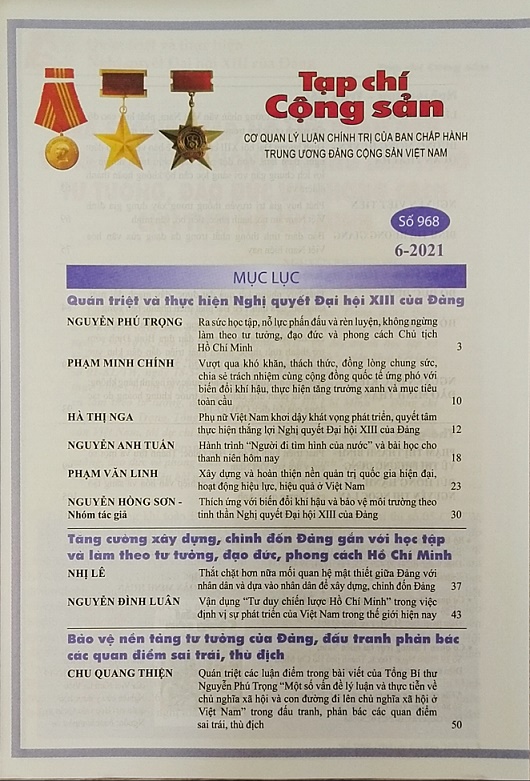 Tạp chí
Cộng sản
CƠ QUAN LÝ LUẬN CHÍNH TRỊ CỦA BAN CHẤP HÀNH
TRUNG ƯƠNG ĐẢNG CỘNG SẢN VIỆT NAM
Số 968
6-2021
MỤC LỤC
Quán triệt và thực hiện Nghị quyết Đại hội XIII của Đảng
NGUYỄN PHÚ TRỌNG Ra sức học tập, nỗ lực phấn đấu và rèn luyện, không ngừng
làm theo tư tưởng, đạo đức và phong cách Chủ tịch
Hồ Chí Minh 3
PHẠM MINH CHÍNH Vượt qua khó khăn, thách thức, đồng lòng chung sức,
chia sẻ trách nhiệm cùng cộng đồng quốc tế ứng phó với
biến đổi khí hậu, thực hiện tăng trưởng xanh và mục tiêu
toàn cầu 10
HÀ THỊ NGA Phụ nữ Việt Nam khơi dậy khát vọng phát triển, quyết tâm
thực hiện thắng lợi Nghị quyết Đại hội XIII của Đảng 12
NGUYỄN ANH TUẤN Hành trình “Người đi tìm hình của nước” và bài học cho
thanh niên hôm nay 18
PHẠM VĂN LINH Xây dựng và hoàn thiện nền quản trị quốc gia hiện đại,
hoạt động hiệu lực, hiệu quả ở Việt Nam 23
NGUYỄN HỒNG SƠN - Thích ứng với biến đổi khí hậu và bảo vệ môi trường theo
Nhóm tác giả tinh thần Nghị quyết Đại hội XIII của Đảng 30
Tăng cường xây dựng, chỉnh đốn Đảng gắn với học tập
và làm theo tư tưởng, đạo đức, phong cách Hồ Chí Minh
NHỊ LÊ Thắt chặt hơn nữa mối quan hệ mật thiết giữa Đảng với
nhân dân và dựa vào nhân dân để xây dựng, chỉnh đốn Đảng 37
NGUYỄN ĐÌNH LUÂN Vận dụng “Tư duy chiến lược Hồ Chí Minh” trong việc
định vị sự phát triển của Việt Nam trong thế giới hiện nay 43
Bảo vệ nền tảng tư tưởng của Đảng, đấu tranh phản bác
các quan điểm sai trái, thù địch
CHU QUANG THIỆN Quán triệt các luận điểm trong bài viết của Tổng Bí thư
Nguyễn Phú Trọng “Một số vấn đề lý luận và thực tiễn về
chủ nghĩa xã hội và con đường đi lên chủ nghĩa xã hội ở
Việt Nam” trong đấu tranh, phản bác các quan điểm
sai trái, thù địch 50